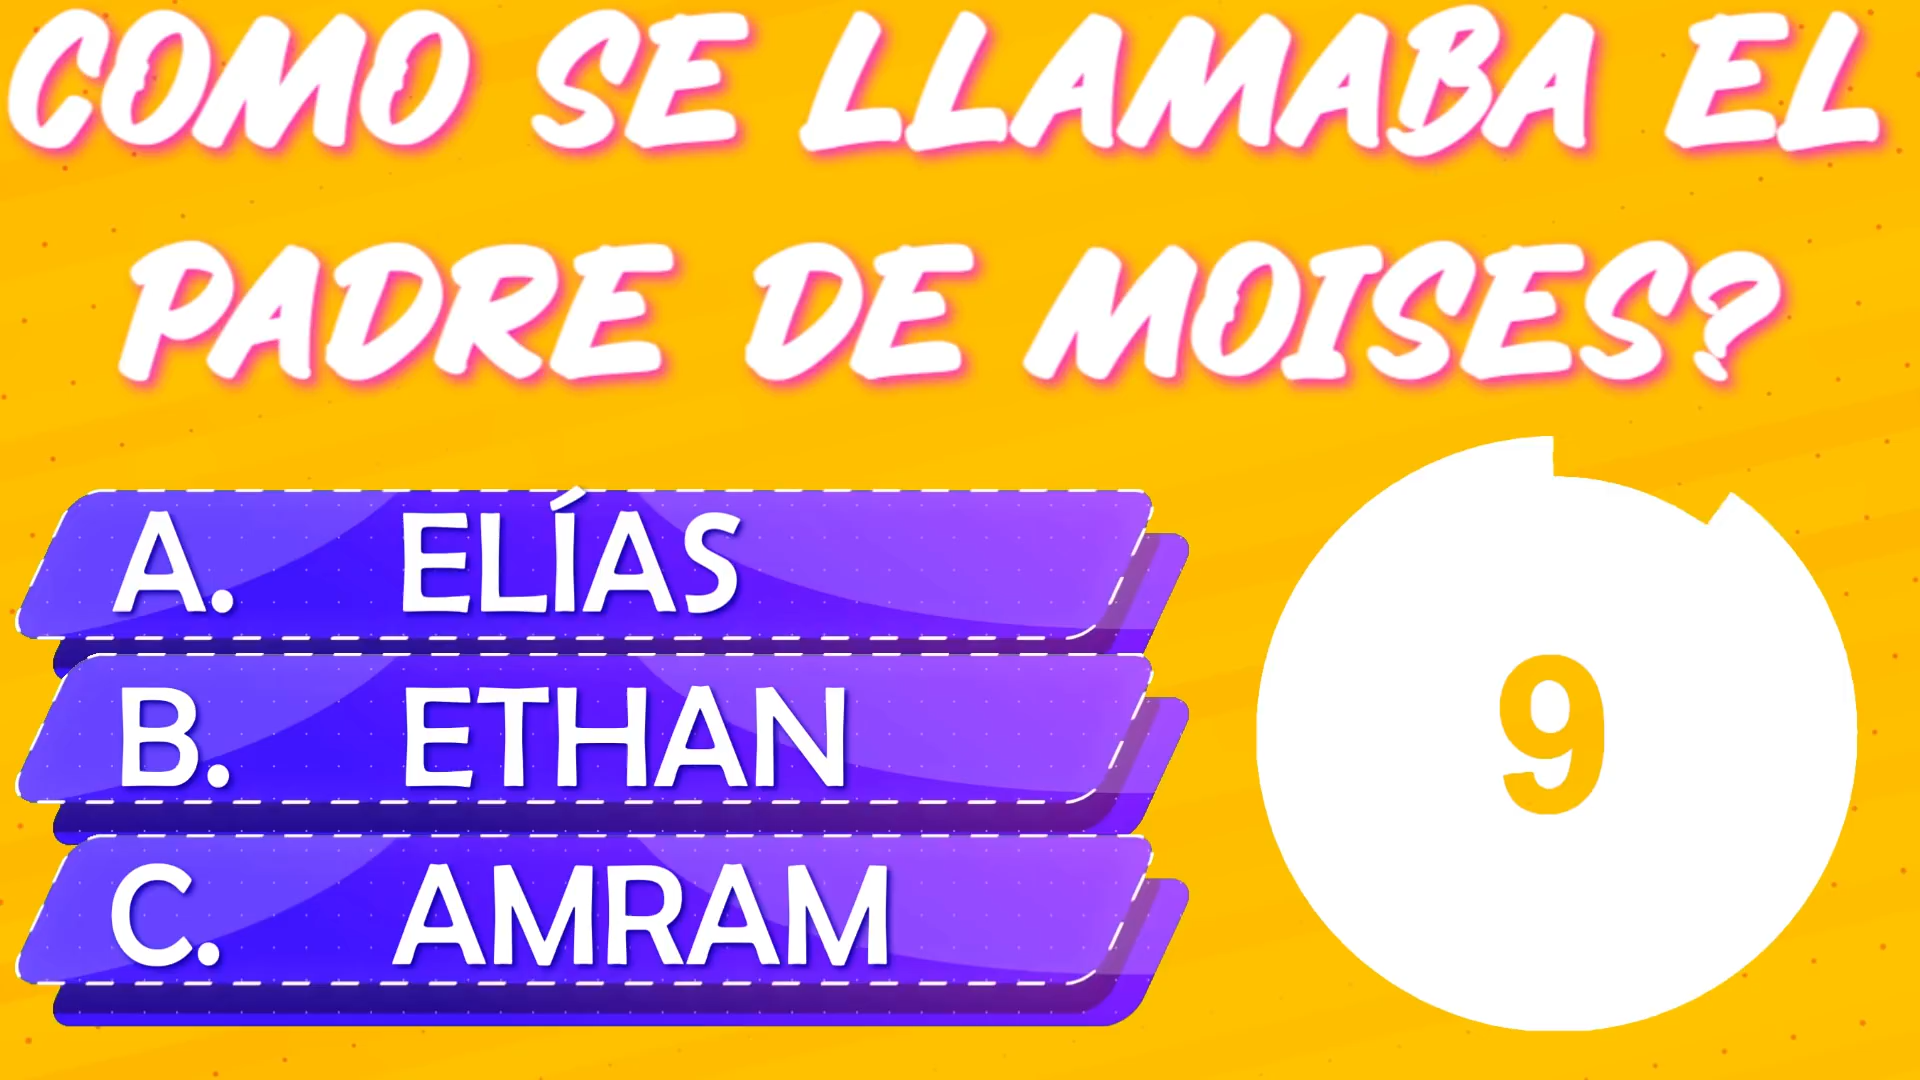 COMO SE LLAMABA EL
PADRE DE MOISES?
A. ELÍAS
B. ETHAN
C. AMRAM
9